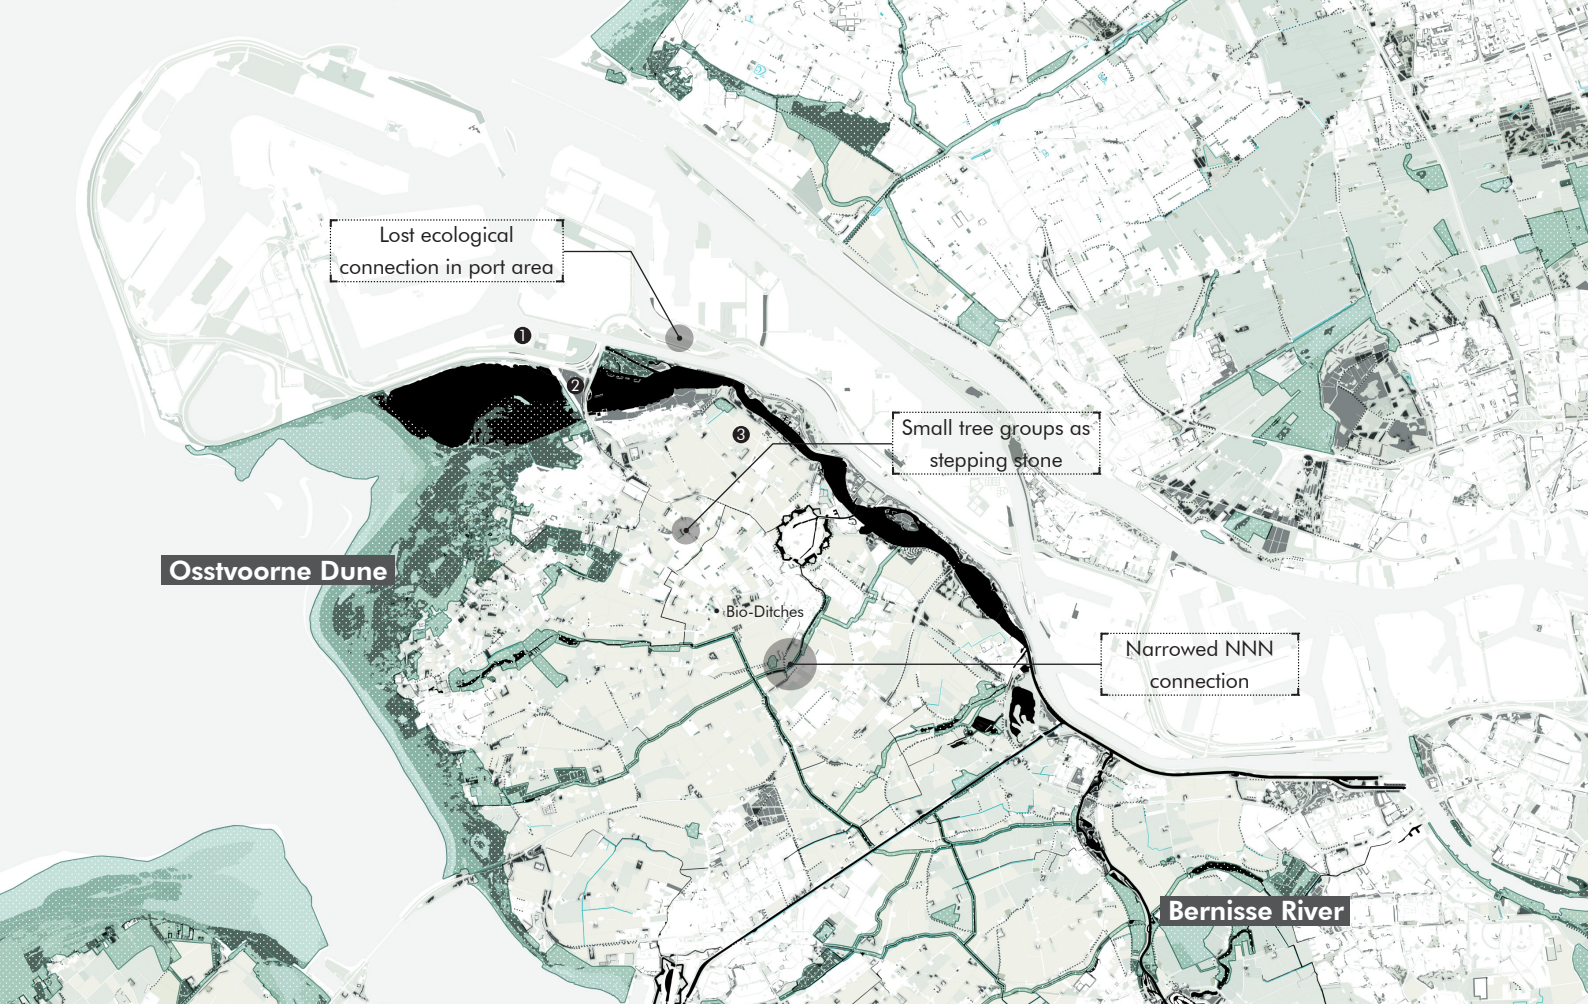 Lost ecological
connection in port area
1
2
Small tree groups as
stepping stone
3
Osstvoorne Dune
Bio-Ditches
Narrowed NNN
connection
Bernisse River